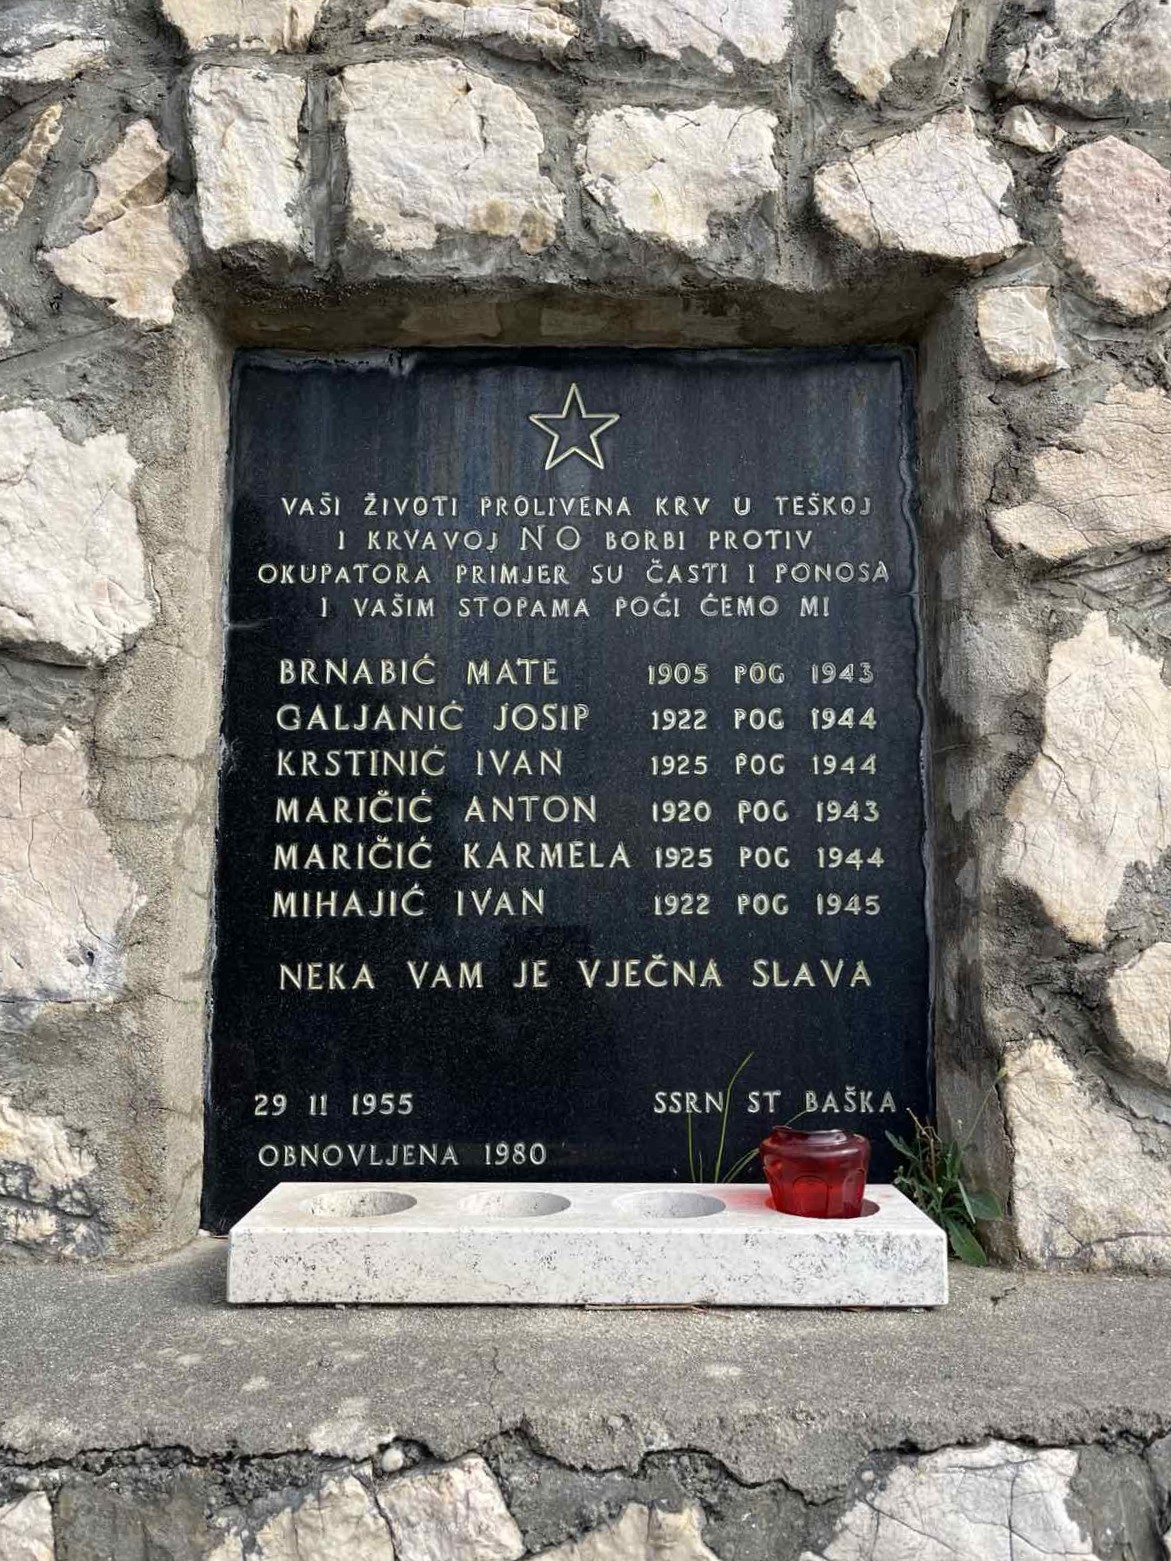 VAŠI ŽIVOTI PROLIVENA KRV U TEŠKOJ
I KRVAVOJ NO BORBI PROTIV
OKUPATORA PRIMJER SU ČASTI I PONOSA
I VAŠIM STOPAMA POĆI ĆEMO MI
BRNABIĆ MATE 1905 POG 1943
GALJANIĆ JOSIP 1922 POG 1944
KRSTINIĆ IVAN 1925 POG 1944
MARIČIĆ ANTON 1920 POG 1943
MARIČIĆ KARMELA 1925 POG 1944
MIHAJIĆ IVAN 1922 POG 1945
NEKA VAM JE VJEČNA SLAVA
29 11 1955 SSRN ST BAŠKA
OBNOVLJENA 1980